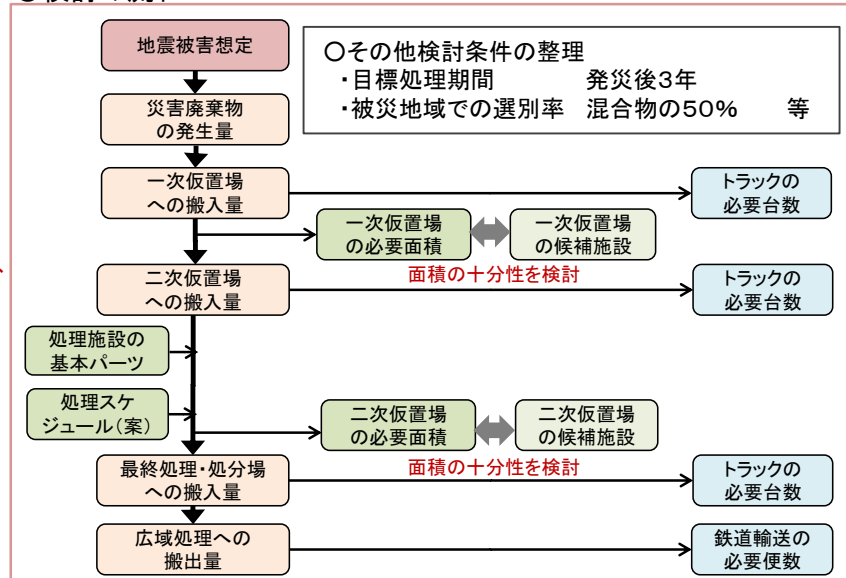 地震被害想定
〇その他検討条件の整理
・目標処理期間　　　　発災後3年
・被災地域での選別率　混合物の50%　　等
災害廃棄物
の発生量
一次仮置場
への搬入量
トラックの
必要台数
一次仮置場
の必要面積
一次仮置場
の候補施設
面積の十分性を検討
二次仮置場
への搬入量
トラックの
必要台数
処理施設の
基本パーツ
処理スケ
ジュール(案)
二次仮置場
の必要面積
二次仮置場
の候補施設
面積の十分性を検討
最終処理・処分場
への搬入量
トラックの
必要台数
広域処理への
搬出量
鉄道輸送の
必要便数